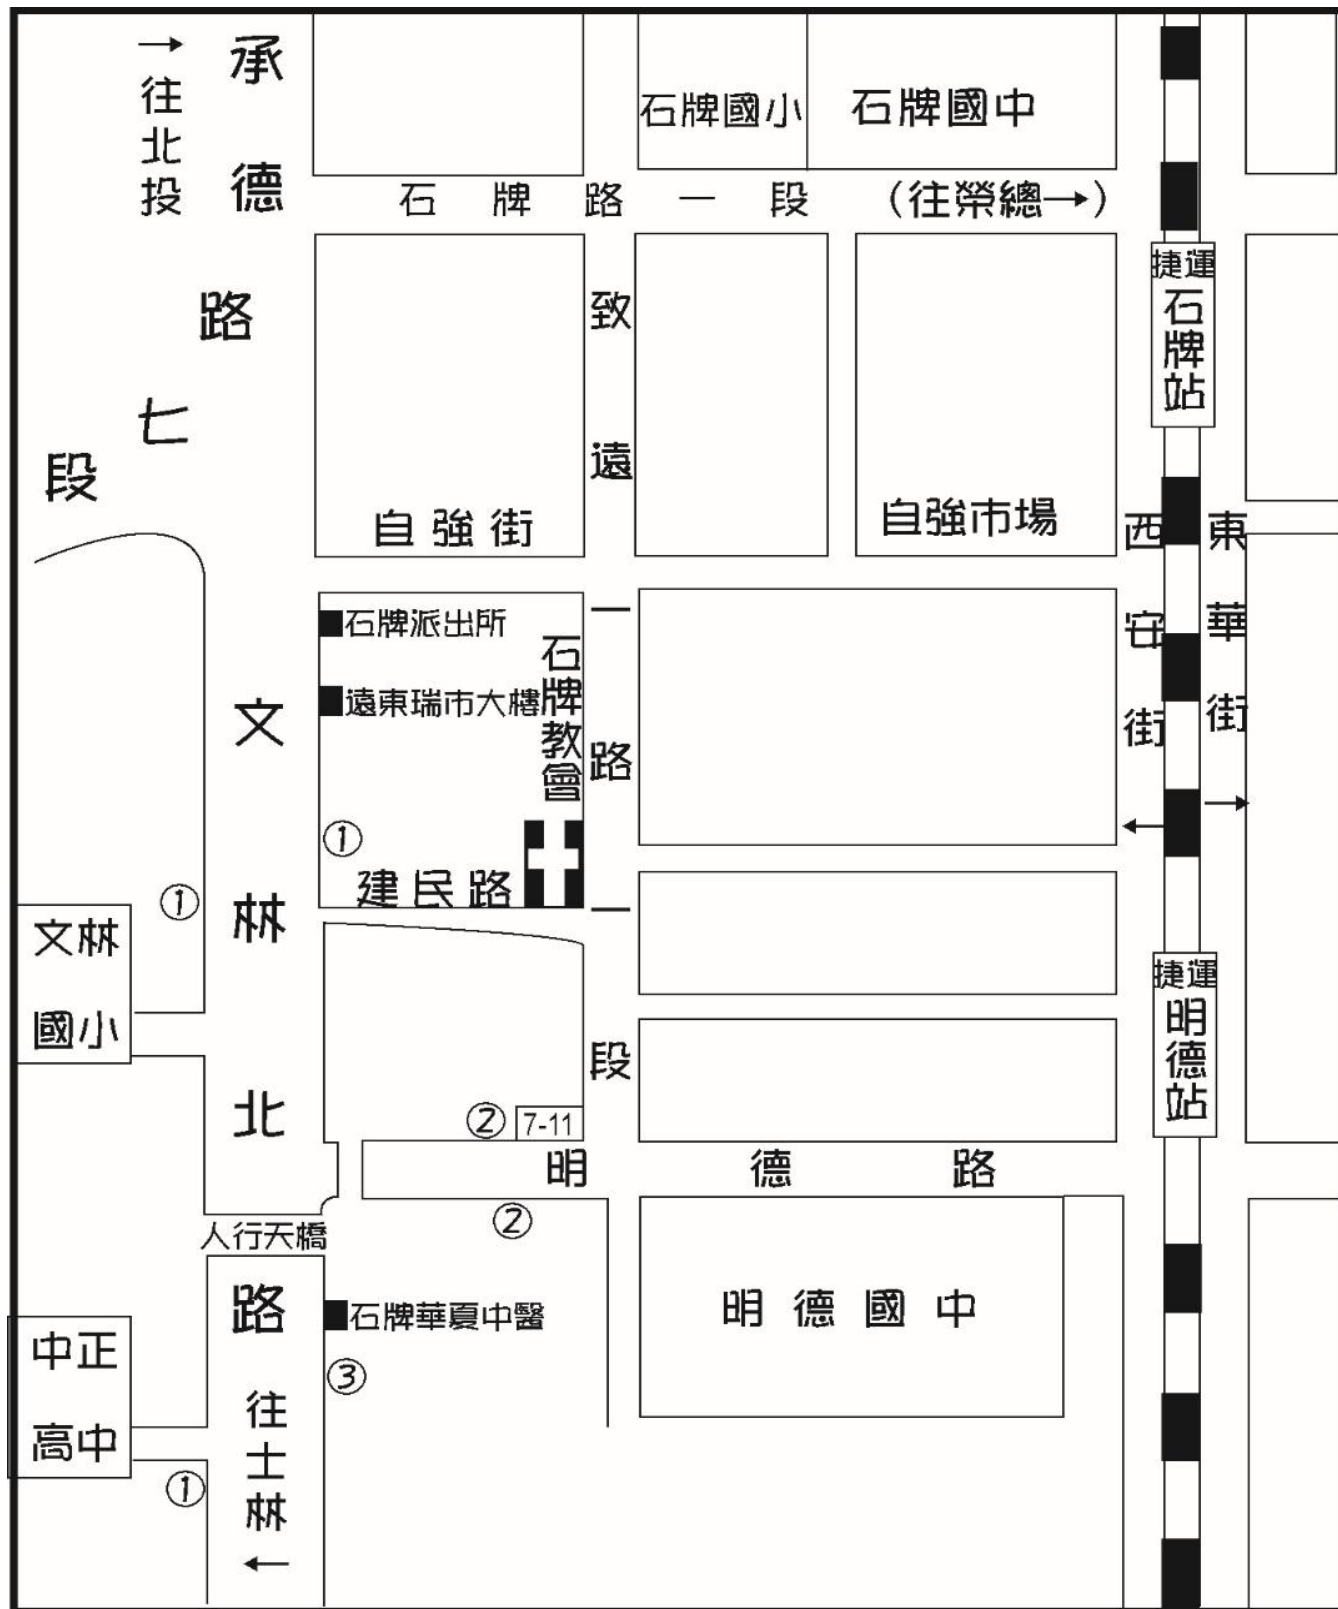 承德路七段
→往北投
石牌國小
石牌國中
石牌路一段 (往榮總→)
捷運
石牌站
致遠一路一段
自強街
自強市場
西安街
東華街
石牌派出所
遠東瑞市大樓
石牌教會
①
建民路
①
文林北路
文林
國小
捷運
明德站
②
7-11
明德路
②
人行天橋
石牌華夏中醫
明德國中
③
中正
高中
往士林
←
①